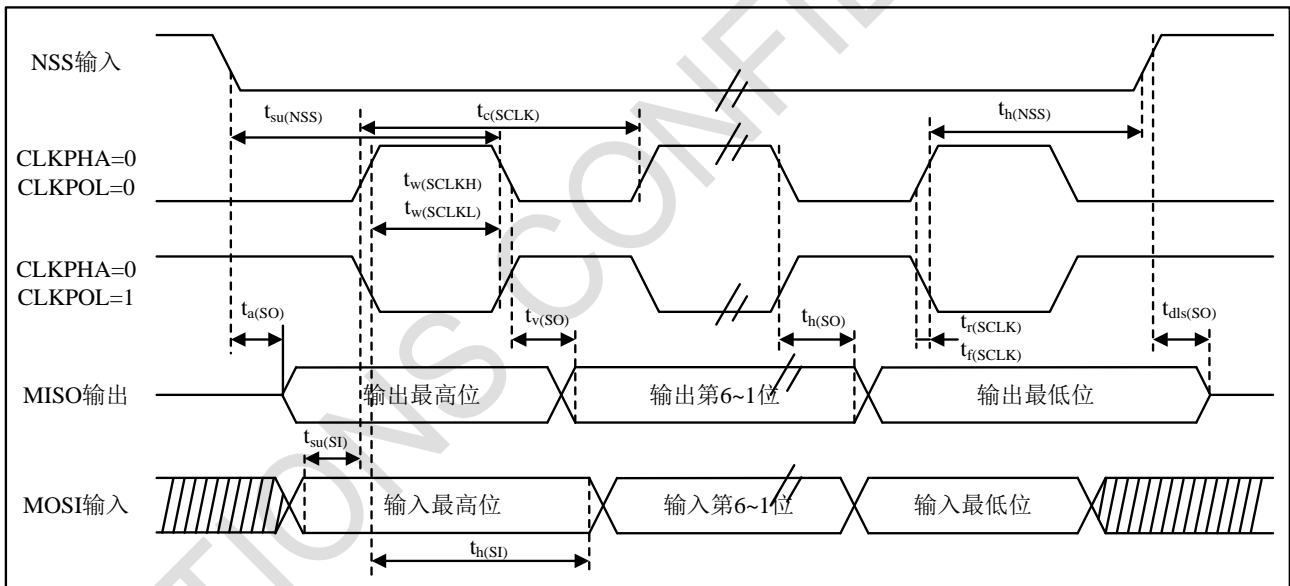 NSS输入
tsu(NSS)
tc(SCLK)
th(NSS)
CLKPHA=0
CLKPOL=0
tw(SCLKH)
tw(SCLKL)
CLKPHA=0
CLKPOL=1
ta(SO)
tv(SO)
th(SO)
tr(SCLK)
tf(SCLK)
tdls(SO)
MISO输出
输出最高位
输出第6~1位
输出最低位
tsu(SI)
MOSI输入
输入最高位
输入第6~1位
输入最低位
th(SI)
TIONS CONFIDE